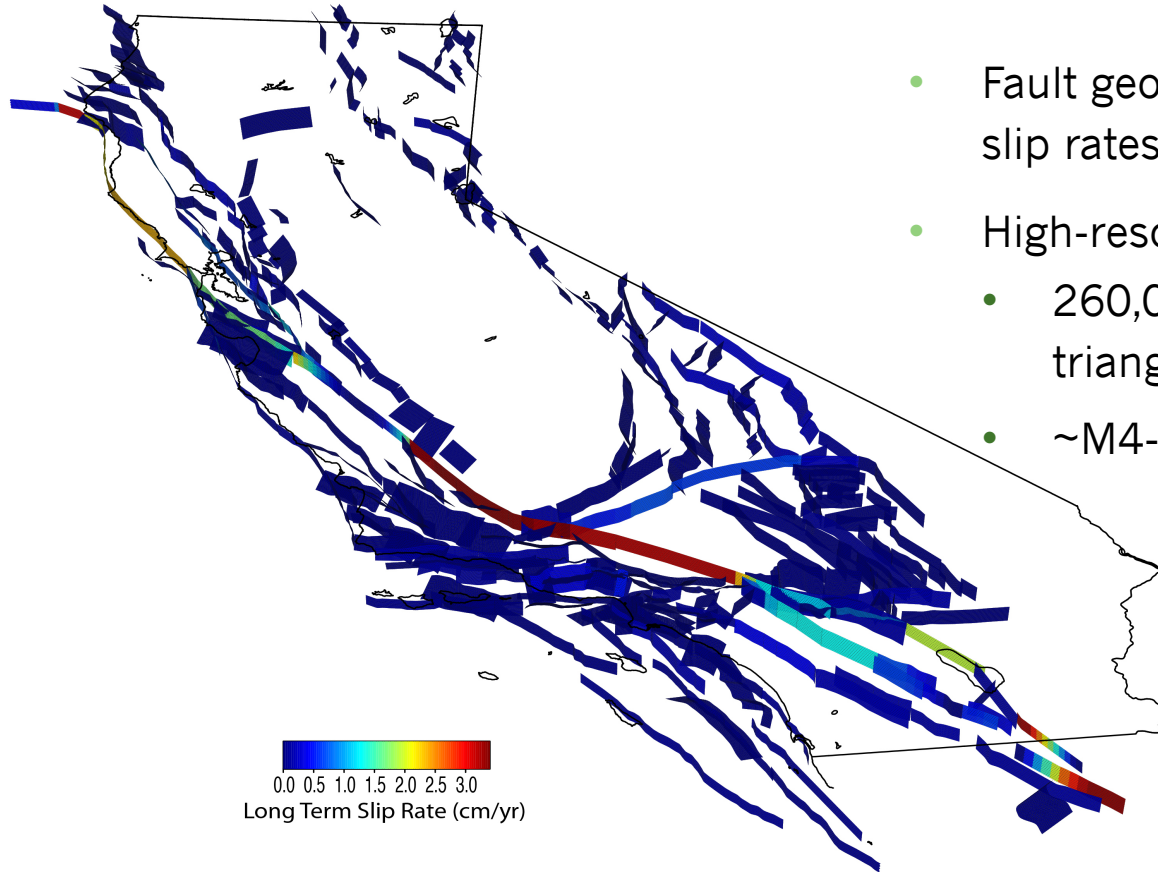 • Fault geo
slip rates
• High-reso
• 260,0
triang
• ~M4-
0.0 0.5 1.0 1.5 2.0 2.5 3.0
Long Term Slip Rate (cm/yr)